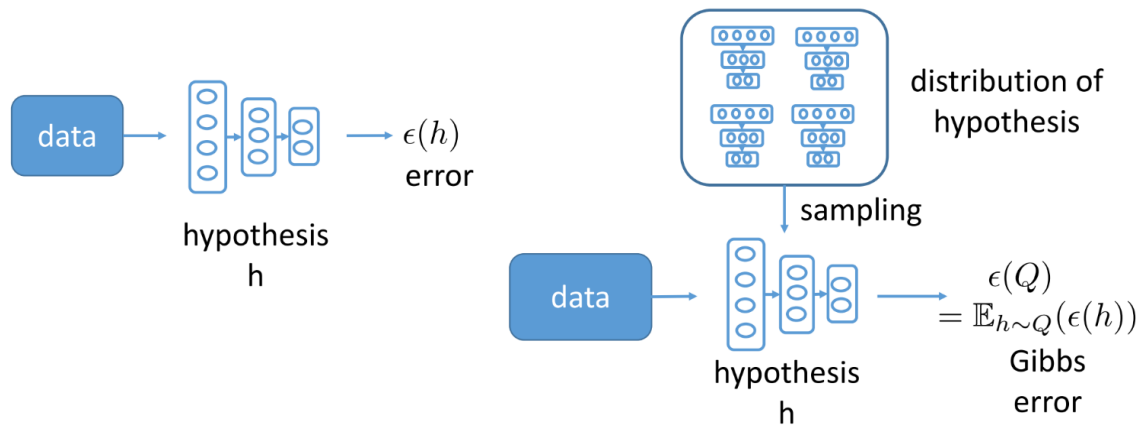 data
ϵ(h)
error
hypothesis
h
distribution of
hypothesis
sampling
data
hypothesis
h
ϵ(Q)
= 𝔼_{h∼Q}(ϵ(h))
Gibbs
error